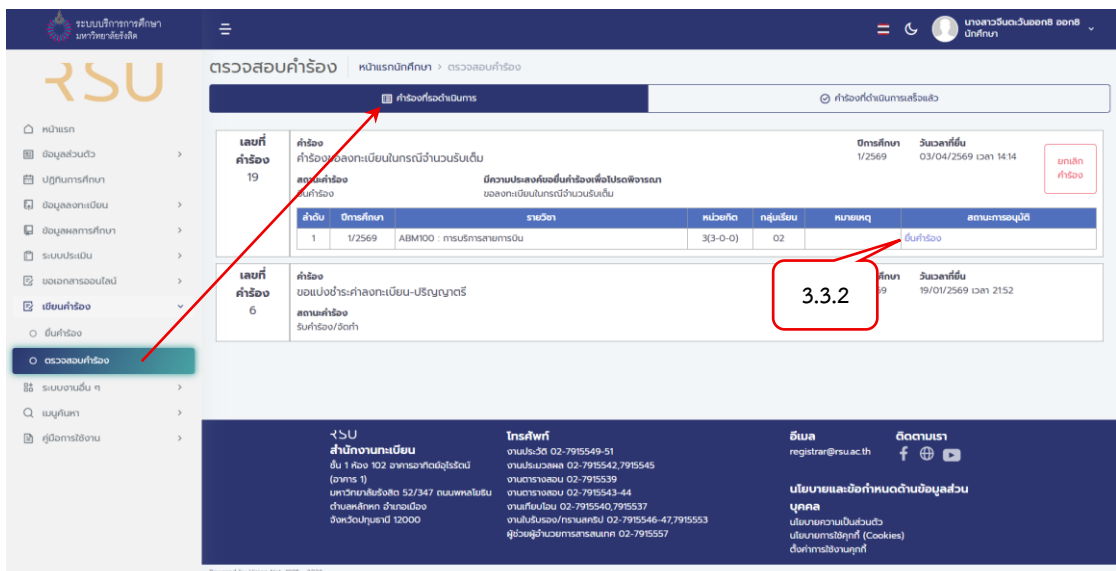 ระบบบริการการศึกษา
มหาวิทยาลัยรังสิต
นางสาวจีนตะวันออก8 ออก8
นักศึกษา
RSU
ตรวจสอบคำร้อง หน้าแรกนักศึกษา > ตรวจสอบคำร้อง
คำร้องที่รอดำเนินการ
คำร้องที่ดำเนินการเสร็จแล้ว
หน้าแรก
ข้อมูลส่วนตัว
ปฏิทินการศึกษา
ข้อมูลลงทะเบียน
ข้อมูลผลการศึกษา
ระบบประเมิน
ขอเอกสารออนไลน์
เขียนคำร้อง
ยื่นคำร้อง
ตรวจสอบคำร้อง
ระบบงานอื่น ๆ
เมนูค้นหา
คู่มือการใช้งาน
เลขที่คำร้อง
19
คำร้อง
คำร้องขอลงทะเบียนในกรณีจำนวนรับเต็ม
ปีการศึกษา
1/2569
วันเวลาที่ยื่น
03/04/2569 เวลา 14:14
ยกเลิก
คำร้อง
สถานะคำร้อง
ยื่นคำร้อง
มีความประสงค์ขอยื่นคำร้องเพื่อโปรดพิจารณา
ขอลงทะเบียนในกรณีจำนวนรับเต็ม
ลำดับ ปีการศึกษา รายวิชา หน่วยกิต กลุ่มเรียน หมายเหตุ สถานะการอนุมัติ
1 1/2569 ABM100 : การบริการสายการบิน 3(3-0-0) 02 ยื่นคำร้อง
เลขที่คำร้อง
6
คำร้อง
ขอแบ่งชำระค่าลงทะเบียน-ปริญญาตรี
วันเวลาที่ยื่น
19/01/2569 เวลา 21:52
สถานะคำร้อง
รับคำร้อง/จัดทำ
3.3.2
RSU
สำนักงานทะเบียน
ชั้น 1 ห้อง 102 อาคารอาทิตย์อุไรรัตน์
(อาคาร 1)
มหาวิทยาลัยรังสิต 52/347 ถนนพหลโยธิน
ตำบลหลักหก อำเภอเมือง
จังหวัดปทุมธานี 12000
โทรศัพท์
งานประวัติ 02-7915549-51
งานประมวลผล 02-7915542,7915545
งานตารางสอน 02-7915539
งานตารางสอบ 02-7915543-44
งานเทียบโอน 02-7915540,7915537
งานใบรับรอง/ทรานสคริป 02-7915546-47,7915553
ผู้ช่วยผู้อำนวยการสารสนเทศ 02-7915557
อีเมล
registrar@rsu.ac.th
ติดตามเรา
นโยบายและข้อกำหนดด้านข้อมูลส่วน
บุคคล
นโยบายความเป็นส่วนตัว
นโยบายการใช้คุกกี้ (Cookies)
ตั้งค่าการใช้งานคุกกี้